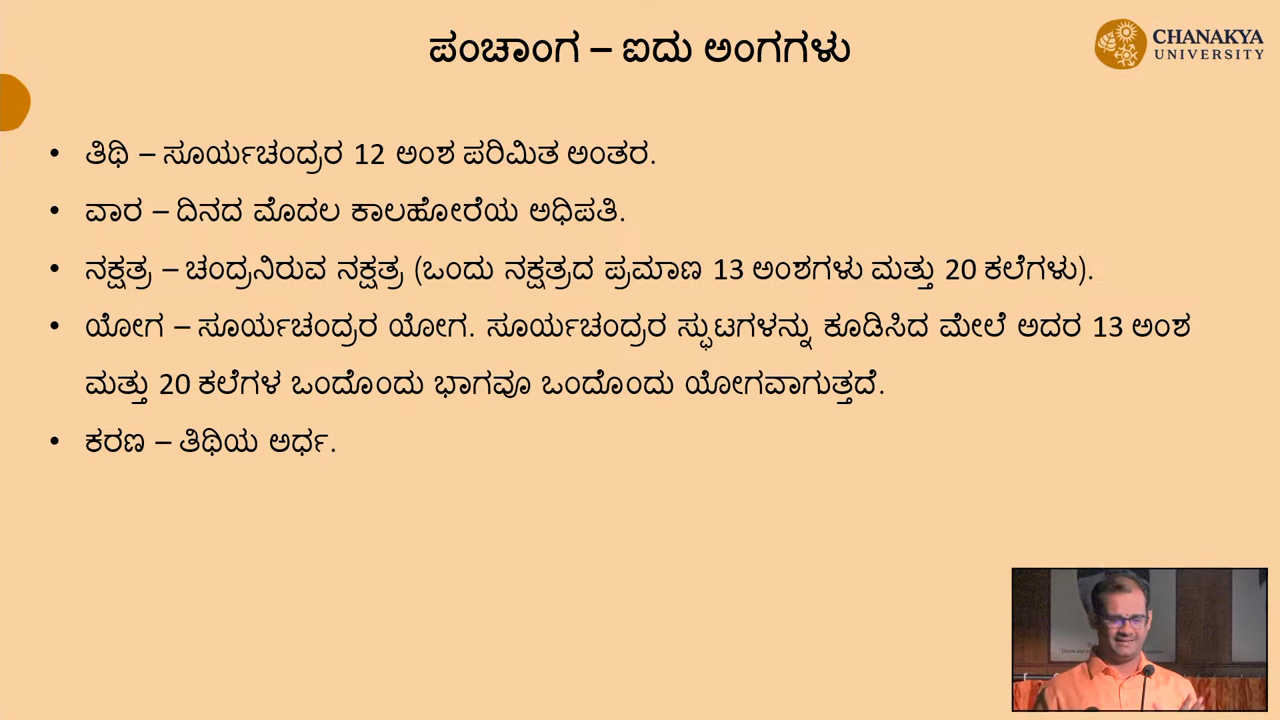 ಪಂಚಾಂಗ – ಐದು ಅಂಗಗಳು
CHANAKYA
UNIVERSITY
• ತಿಥಿ – ಸೂರ್ಯಚಂದ್ರರ 12 ಅಂಶ ಪರಿಮಿತ ಅಂತರ.
• ವಾರ – ದಿನದ ಮೊದಲ ಕಾಲಹೋರೆಯ ಅಧಿಪತಿ.
• ನಕ್ಷತ್ರ – ಚಂದ್ರನಿರುವ ನಕ್ಷತ್ರ (ಒಂದು ನಕ್ಷತ್ರದ ಪ್ರಮಾಣ 13 ಅಂಶಗಳು ಮತ್ತು 20 ಕಲೆಗಳು).
• ಯೋಗ – ಸೂರ್ಯಚಂದ್ರರ ಯೋಗ. ಸೂರ್ಯಚಂದ್ರರ ಸ್ಫುಟಗಳನ್ನು ಕೂಡಿಸಿದ ಮೇಲೆ ಅದರ 13 ಅಂಶ
ಮತ್ತು 20 ಕಲೆಗಳ ಒಂದೊಂದು ಭಾಗವೂ ಒಂದೊಂದು ಯೋಗವಾಗುತ್ತದೆ.
• ಕರಣ – ತಿಥಿಯ ಅರ್ಧ.